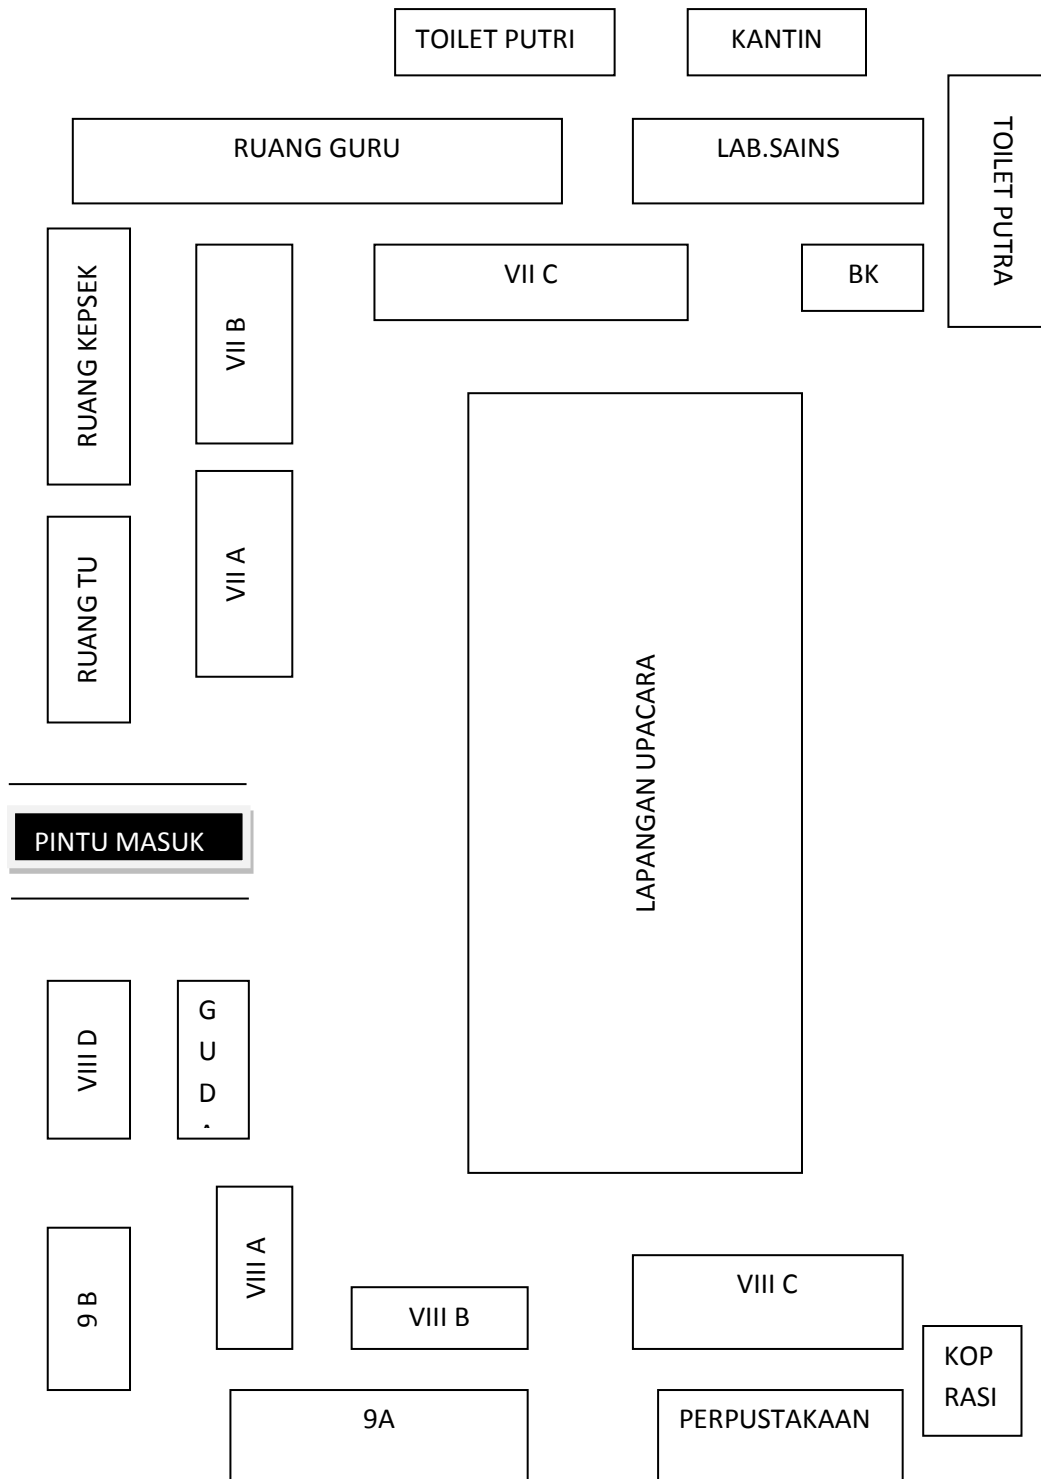 TOILET PUTRI
KANTIN
TOILET PUTRA
RUANG GURU
LAB.SAINS
RUANG KEPSEK
VII B
VII C
BK
RUANG TU
VII A
LAPANGAN UPACARA
PINTU MASUK
VIII D
G
U
D
9 B
VIII A
VIII B
VIII C
KOP
RASI
9A
PERPUSTAKAAN